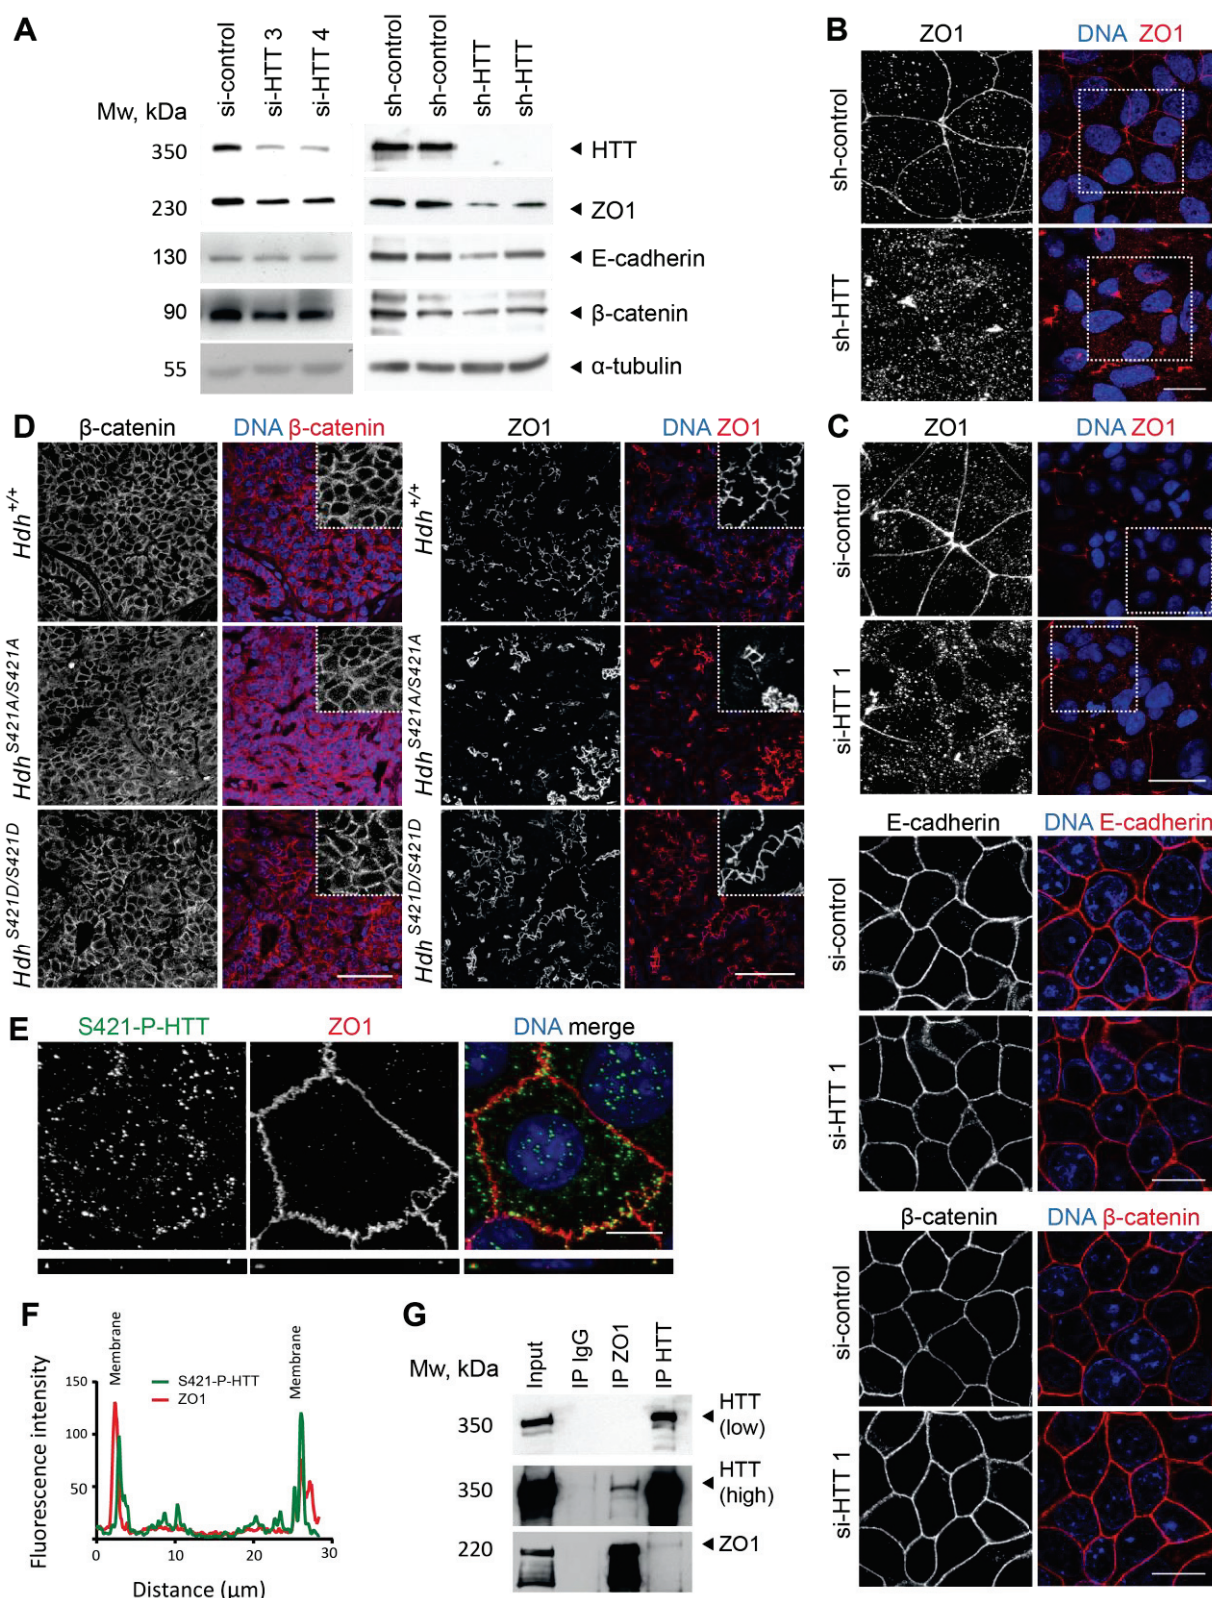 A
si-control
si-HTT 3
si-HTT 4
sh-control
sh-control
sh-HTT
sh-HTT
Mw, kDa
350
HTT
230
ZO1
130
E-cadherin
90
β-catenin
55
α-tubulin
B
ZO1
DNA ZO1
sh-control
sh-HTT
C
ZO1
DNA ZO1
si-control
si-HTT 1
E-cadherin
DNA E-cadherin
si-control
si-HTT 1
β-catenin
DNA β-catenin
si-control
si-HTT 1
D
β-catenin
DNA β-catenin
ZO1
DNA ZO1
Hdh+/+
Hdh+/+
HdhS421A/S421A
HdhS421A/S421A
HdhS421D/S421D
HdhS421D/S421D
E
S421-P-HTT
ZO1
DNA merge
F
Membrane
Membrane
S421-P-HTT
ZO1
Fluorescence intensity
150
100
50
0
10
20
30
Distance (µm)
G
Input
IP IgG
IP ZO1
IP HTT
Mw, kDa
350
HTT
(low)
350
HTT
(high)
220
ZO1